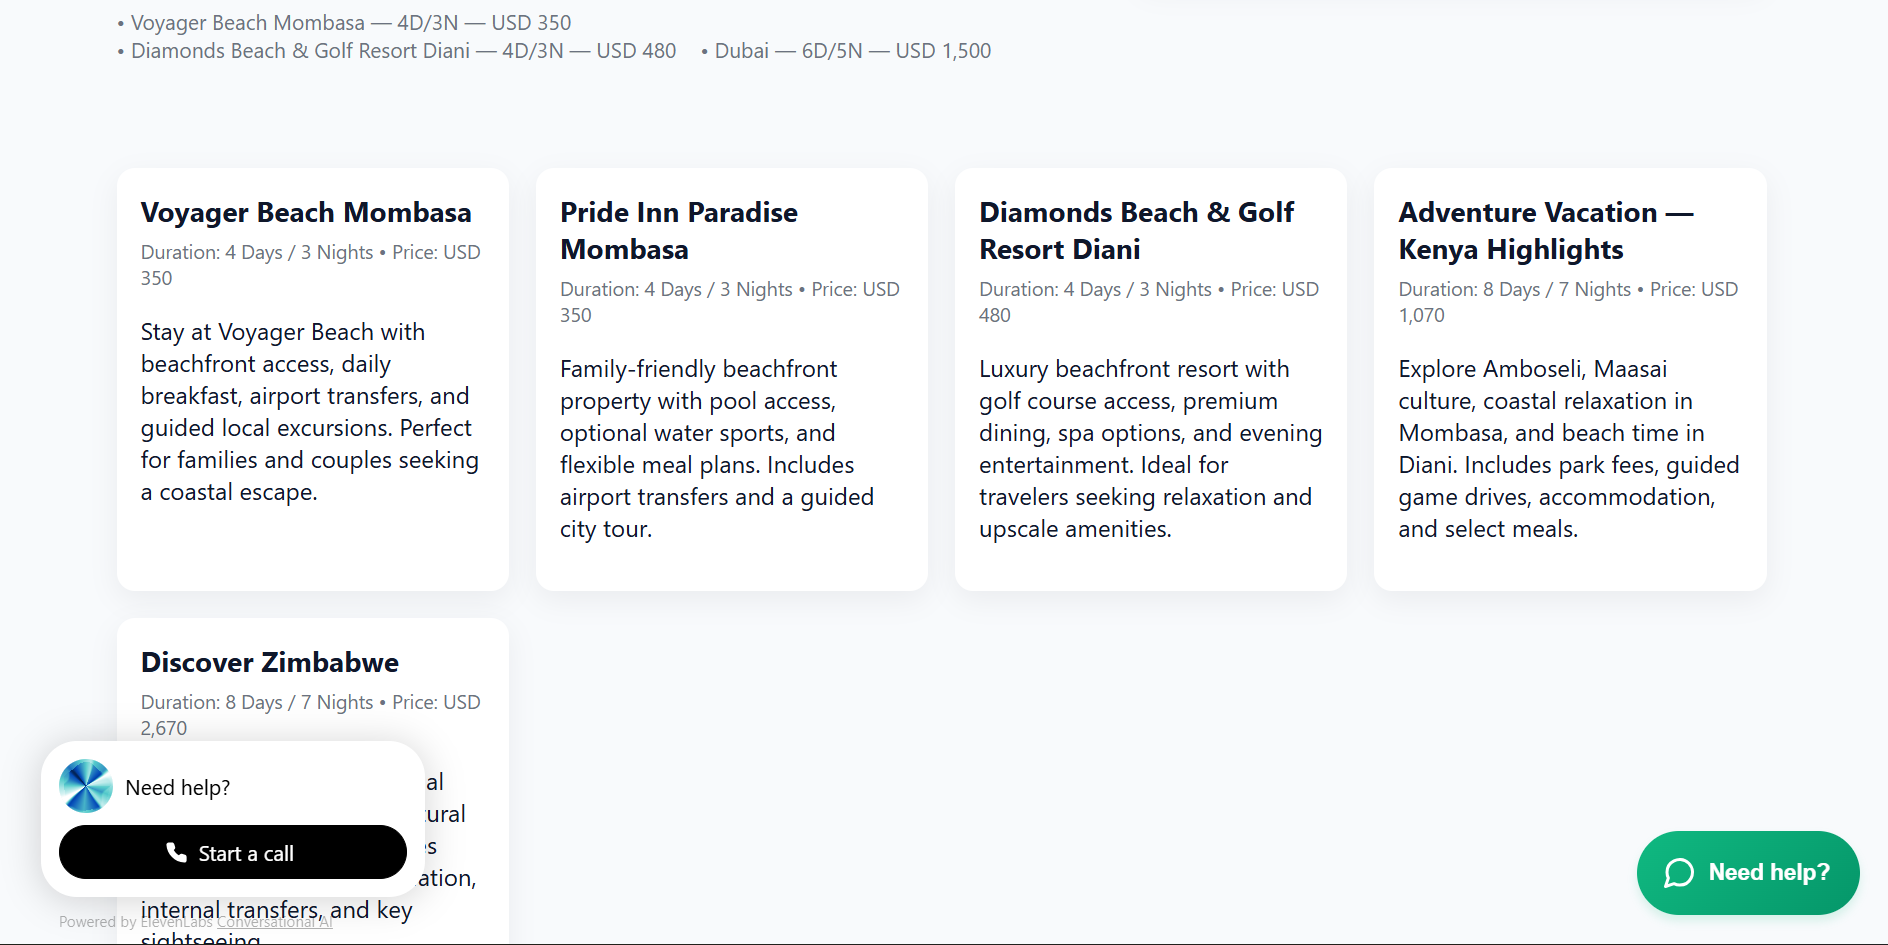 • Voyager Beach Mombasa — 4D/3N — USD 350
• Diamonds Beach & Golf Resort Diani — 4D/3N — USD 480 • Dubai — 6D/5N — USD 1,500
Voyager Beach Mombasa
Duration: 4 Days / 3 Nights • Price: USD
350
Stay at Voyager Beach with
beachfront access, daily
breakfast, airport transfers, and
guided local excursions. Perfect
for families and couples seeking
a coastal escape.
Pride Inn Paradise
Mombasa
Duration: 4 Days / 3 Nights • Price: USD
350
Family-friendly beachfront
property with pool access,
optional water sports, and
flexible meal plans. Includes
airport transfers and a guided
city tour.
Diamonds Beach & Golf
Resort Diani
Duration: 4 Days / 3 Nights • Price: USD
480
Luxury beachfront resort with
golf course access, premium
dining, spa options, and evening
entertainment. Ideal for
travelers seeking relaxation and
upscale amenities.
Adventure Vacation —
Kenya Highlights
Duration: 8 Days / 7 Nights • Price: USD
1,070
Explore Amboseli, Maasai
culture, coastal relaxation in
Mombasa, and beach time in
Diani. Includes park fees, guided
game drives, accommodation,
and select meals.
Discover Zimbabwe
Duration: 8 Days / 7 Nights • Price: USD
2,670
internal transfers, and key
sightseeing
Need help?
Start a call
Powered by ElevenLabs Conversational AI
Need help?